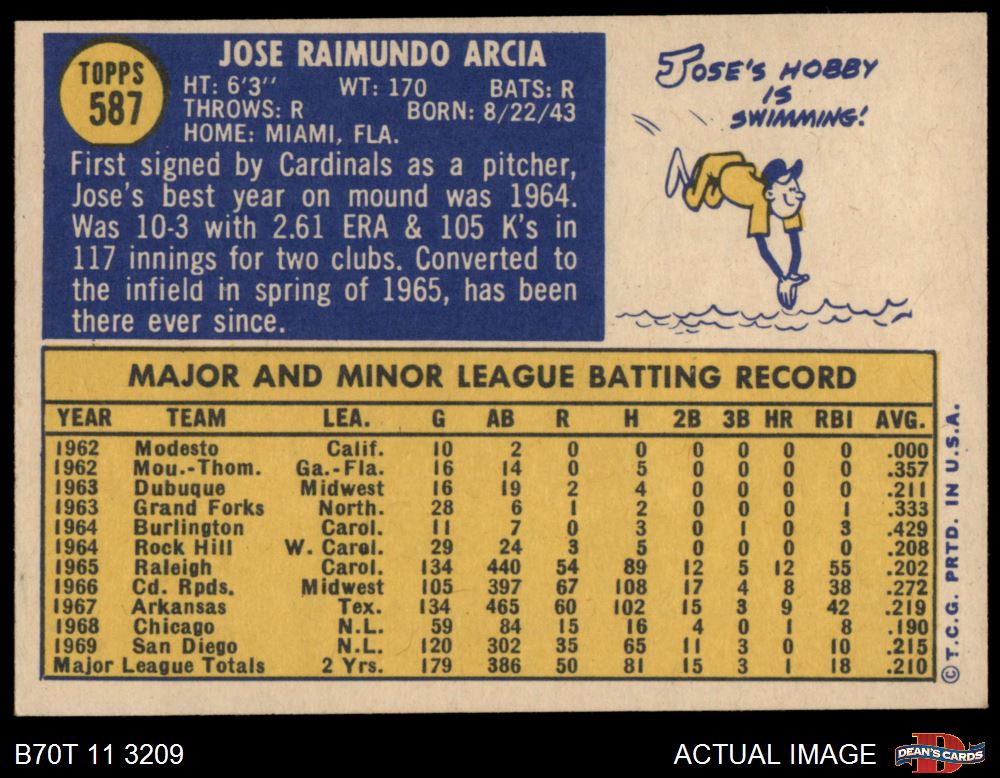 TOPPS
587
JOSE RAIMUNDO ARCIA
HT: 6'3" WT: 170 BATS: R
THROWS: R BORN: 8/22/43
HOME: MIAMI, FLA.
First signed by Cardinals as a pitcher,
Jose's best year on mound was 1964.
Was 10-3 with 2.61 ERA & 105 K's in
117 innings for two clubs. Converted to
the infield in spring of 1965, has been
there ever since.
JOSE'S HOBBY
IS
SWIMMING!
MAJOR AND MINOR LEAGUE BATTING RECORD
YEAR TEAM LEA. G AB R H 2B 3B HR RBI AVG.
1962 Modesto Calif. 10 2 0 0 0 0 0 0 .000
1962 Mou.-Thom. Ga.-Fla. 16 14 0 5 0 0 0 0 .357
1963 Dubuque Midwest 16 19 2 4 0 0 0 0 .211
1963 Grand Forks North. 28 6 1 2 0 0 0 1 .333
1964 Burlington Carol. 11 7 0 3 0 1 0 3 .429
1964 Rock Hill W. Carol. 29 24 3 5 0 0 0 0 .208
1965 Raleigh Carol. 134 440 54 89 12 5 12 55 .202
1966 Cd. Rpds. Midwest 105 397 67 108 17 4 8 38 .272
1967 Arkansas Tex. 134 465 60 102 15 3 9 42 .219
1968 Chicago N.L. 59 84 15 16 4 0 1 8 .190
1969 San Diego N.L. 120 302 35 65 11 3 0 10 .215
Major League Totals 2 Yrs. 179 386 50 81 15 3 1 18 .210
© T.C.G. PRTD. IN U.S.A.
B70T 11 3209
ACTUAL IMAGE
DEAN'S CARDS